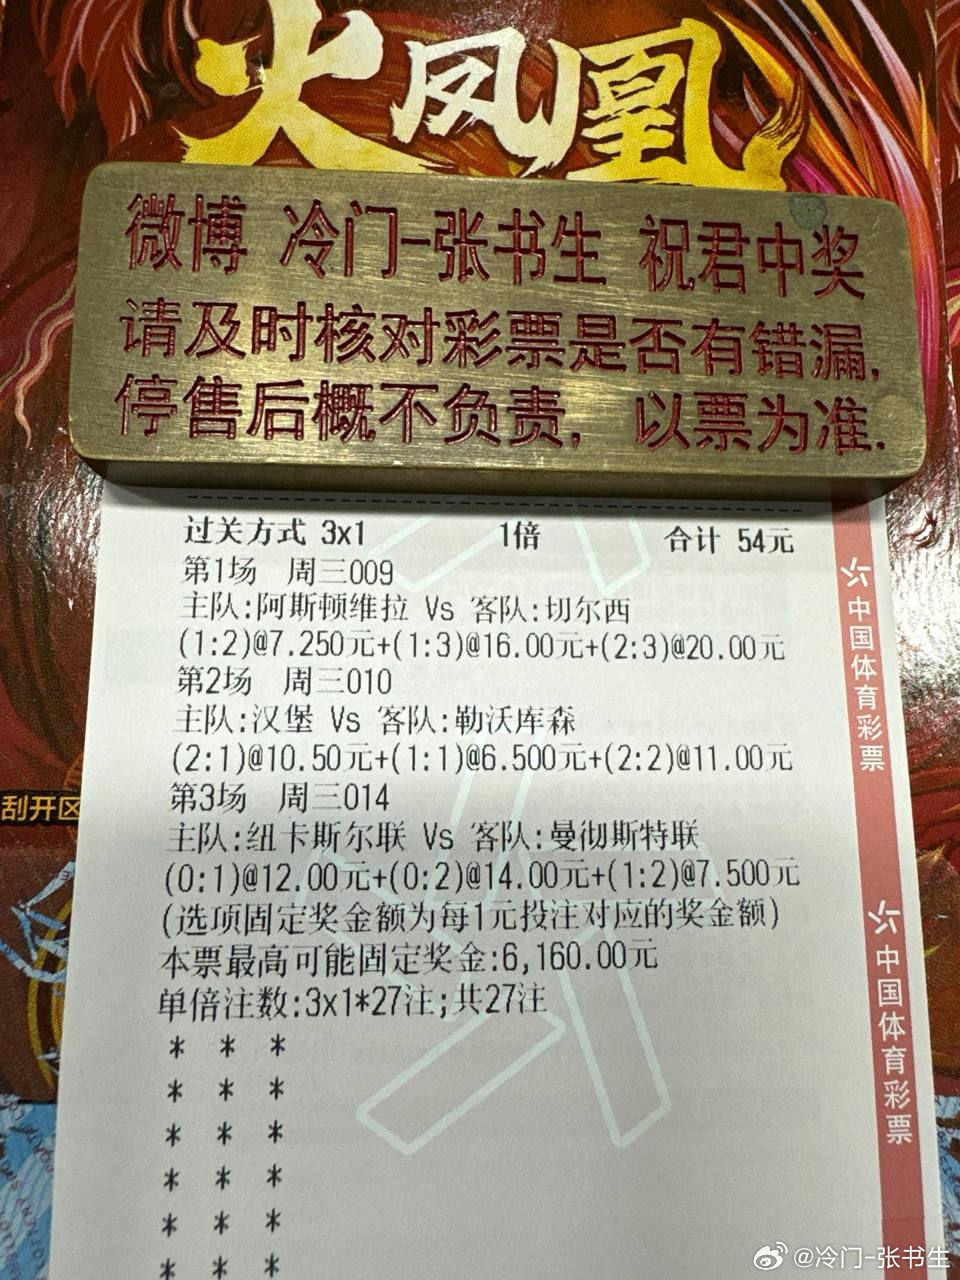 火凤凰
微博 冷门-张书生 祝君中奖
请及时核对彩票是否有错漏,
停售后概不负责, 以票为准.
过关方式 3x1 1倍 合计 54元
第1场 周三009
主队:阿斯顿维拉 Vs 客队:切尔西
(1:2)@7.250元+(1:3)@16.00元+(2:3)@20.00元
第2场 周三010
主队:汉堡 Vs 客队:勒沃库森
(2:1)@10.50元+(1:1)@6.500元+(2:2)@11.00元
第3场 周三014
主队:纽卡斯尔联 Vs 客队:曼彻斯特联
(0:1)@12.00元+(0:2)@14.00元+(1:2)@7.500元
(选项固定奖金额为每1元投注对应的奖金额)
本票最高可能固定奖金:6,160.00元
单倍注数:3x1*27注;共27注
* * *
* * *
* * *
* * *
* * *
* * *
中国体育彩票
中国体育彩票
刮开区
@冷门-张书生